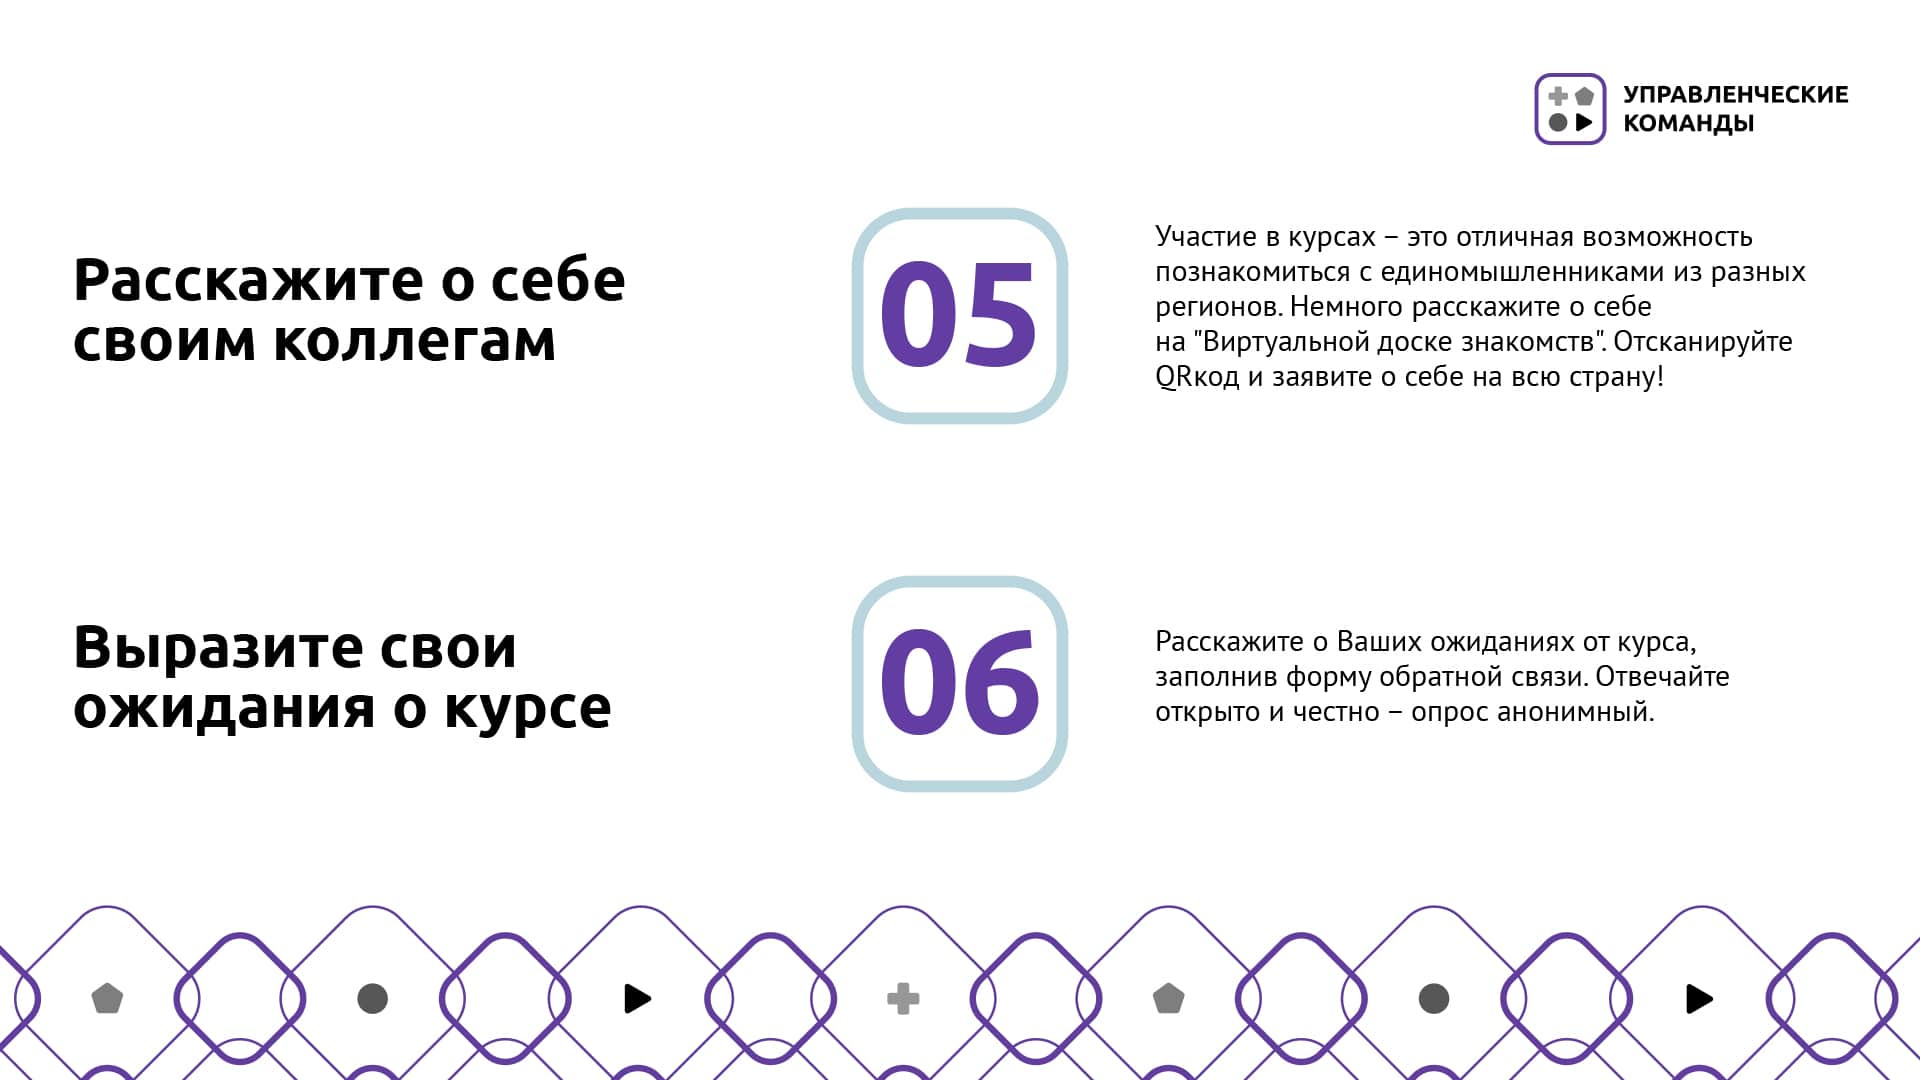 УПРАВЛЕНЧЕСКИЕ
КОМАНДЫ
Расскажите о себе
своим коллегам
05
Участие в курсах – это отличная возможность
познакомиться с единомышленниками из разных
регионов. Немного расскажите о себе
на "Виртуальной доске знакомств". Отсканируйте
QRкод и заявите о себе на всю страну!
Выразите свои
ожидания о курсе
06
Расскажите о Ваших ожиданиях от курса,
заполнив форму обратной связи. Отвечайте
открыто и честно – опрос анонимный.